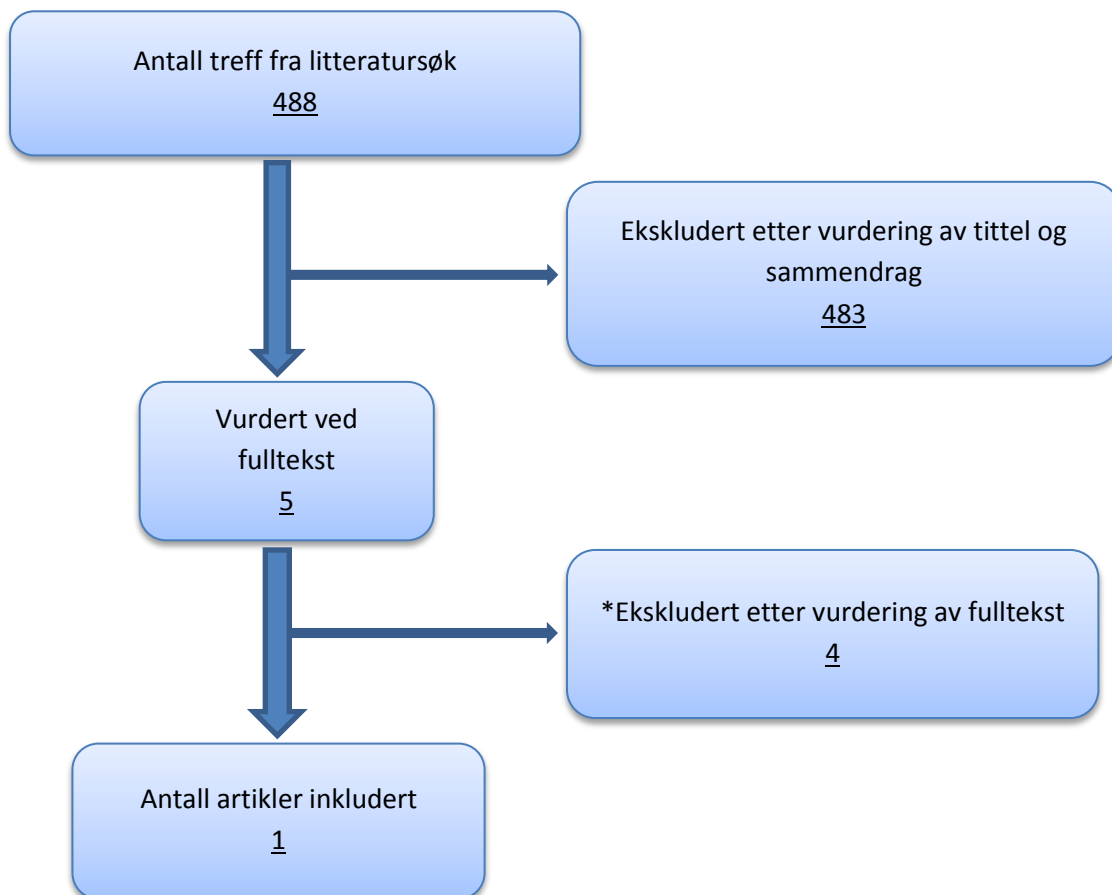 Antall treff fra litteratursøk
488
Ekskludert etter vurdering av tittel og
sammendrag
483
Vurdert ved
fulltekst
5
*Ekskludert etter vurdering av fulltekst
4
Antall artikler inkludert
1